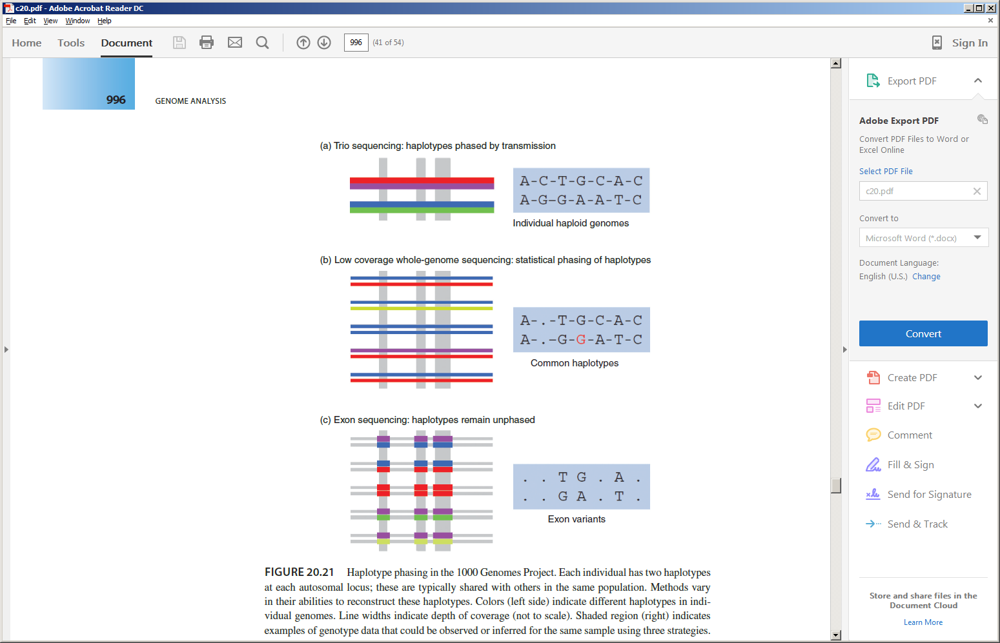 c20.pdf - Adobe Acrobat Reader DC
File Edit View Window Help
Home Tools Document 996 (41 of 54) Sign In
996 GENOME ANALYSIS
(a) Trio sequencing: haplotypes phased by transmission
A-C-T-G-C-A-C
A-G-G-A-A-T-C
Individual haploid genomes
(b) Low coverage whole-genome sequencing: statistical phasing of haplotypes
A-.-T-G-C-A-C
A-.-G-G-A-T-C
Common haplotypes
(c) Exon sequencing: haplotypes remain unphased
. . T G . A .
. . G A . T .
Exon variants
FIGURE 20.21 Haplotype phasing in the 1000 Genomes Project. Each individual has two haplotypes
at each autosomal locus; these are typically shared with others in the same population. Methods vary
in their abilities to reconstruct these haplotypes. Colors (left side) indicate different haplotypes in indi-
vidual genomes. Line widths indicate depth of coverage (not to scale). Shaded region (right) indicates
examples of genotype data that could be observed or inferred for the same sample using three strategies.
Export PDF
Adobe Export PDF
Convert PDF Files to Word or
Excel Online
Select PDF File
c20.pdf
Convert to
Microsoft Word (*.docx)
Document Language:
English (U.S.) Change
Convert
Create PDF
Edit PDF
Comment
Fill & Sign
Send for Signature
Send & Track
Store and share files in the
Document Cloud
Learn More